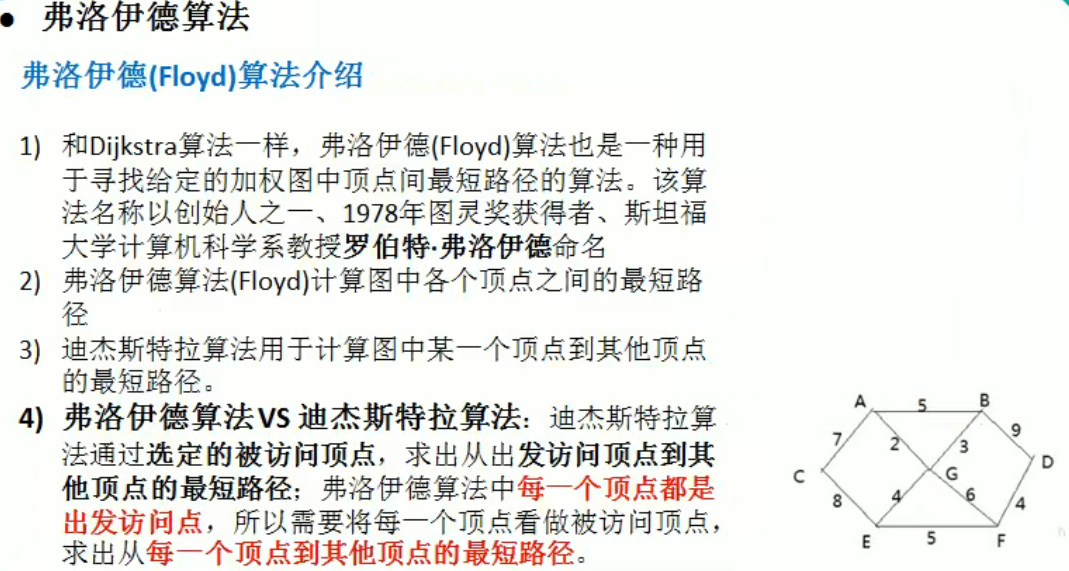 ● 弗洛伊德算法
弗洛伊德(Floyd)算法介绍
1) 和Dijkstra算法一样，弗洛伊德(Floyd)算法也是一种用
于寻找给定的加权图中顶点间最短路径的算法。该算
法名称以创始人之一、1978年图灵奖获得者、斯坦福
大学计算机科学系教授罗伯特·弗洛伊德命名
2) 弗洛伊德算法(Floyd)计算图中各个顶点之间的最短路
径
3) 迪杰斯特拉算法用于计算图中某一个顶点到其他顶点
的最短路径。
4) 弗洛伊德算法VS 迪杰斯特拉算法：迪杰斯特拉算
法通过选定的被访问顶点，求出从出发访问顶点到其
他顶点的最短路径；弗洛伊德算法中每一个顶点都是
出发访问点，所以需要将每一个顶点看做被访问顶点，
求出从每一个顶点到其他顶点的最短路径。
A 5 B
7 2 3 9
C G D
8 4 6 4
E 5 F